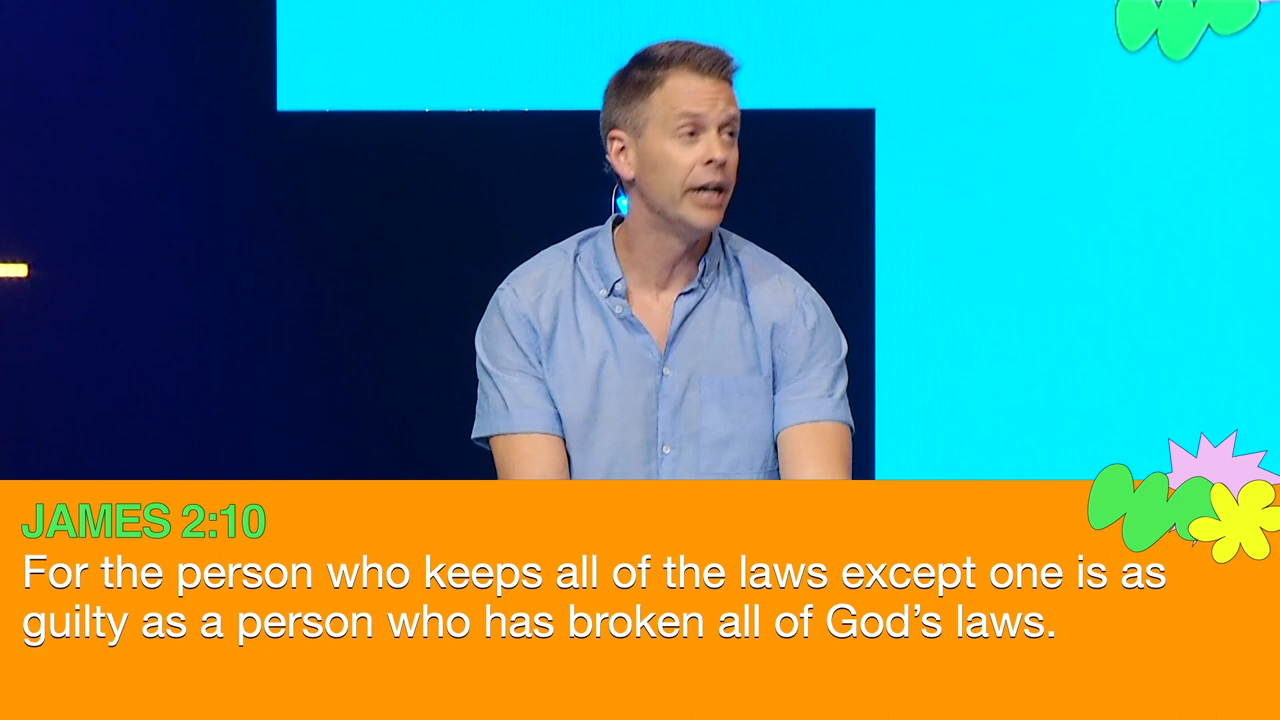 JAMES 2:10
For the person who keeps all of the laws except one is as
guilty as a person who has broken all of God’s laws.